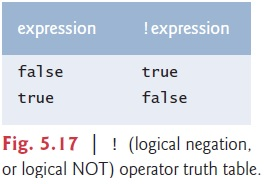 expression !expression
false true
true false
Fig. 5.17 | ! (logical negation,
or logical NOT) operator truth table.